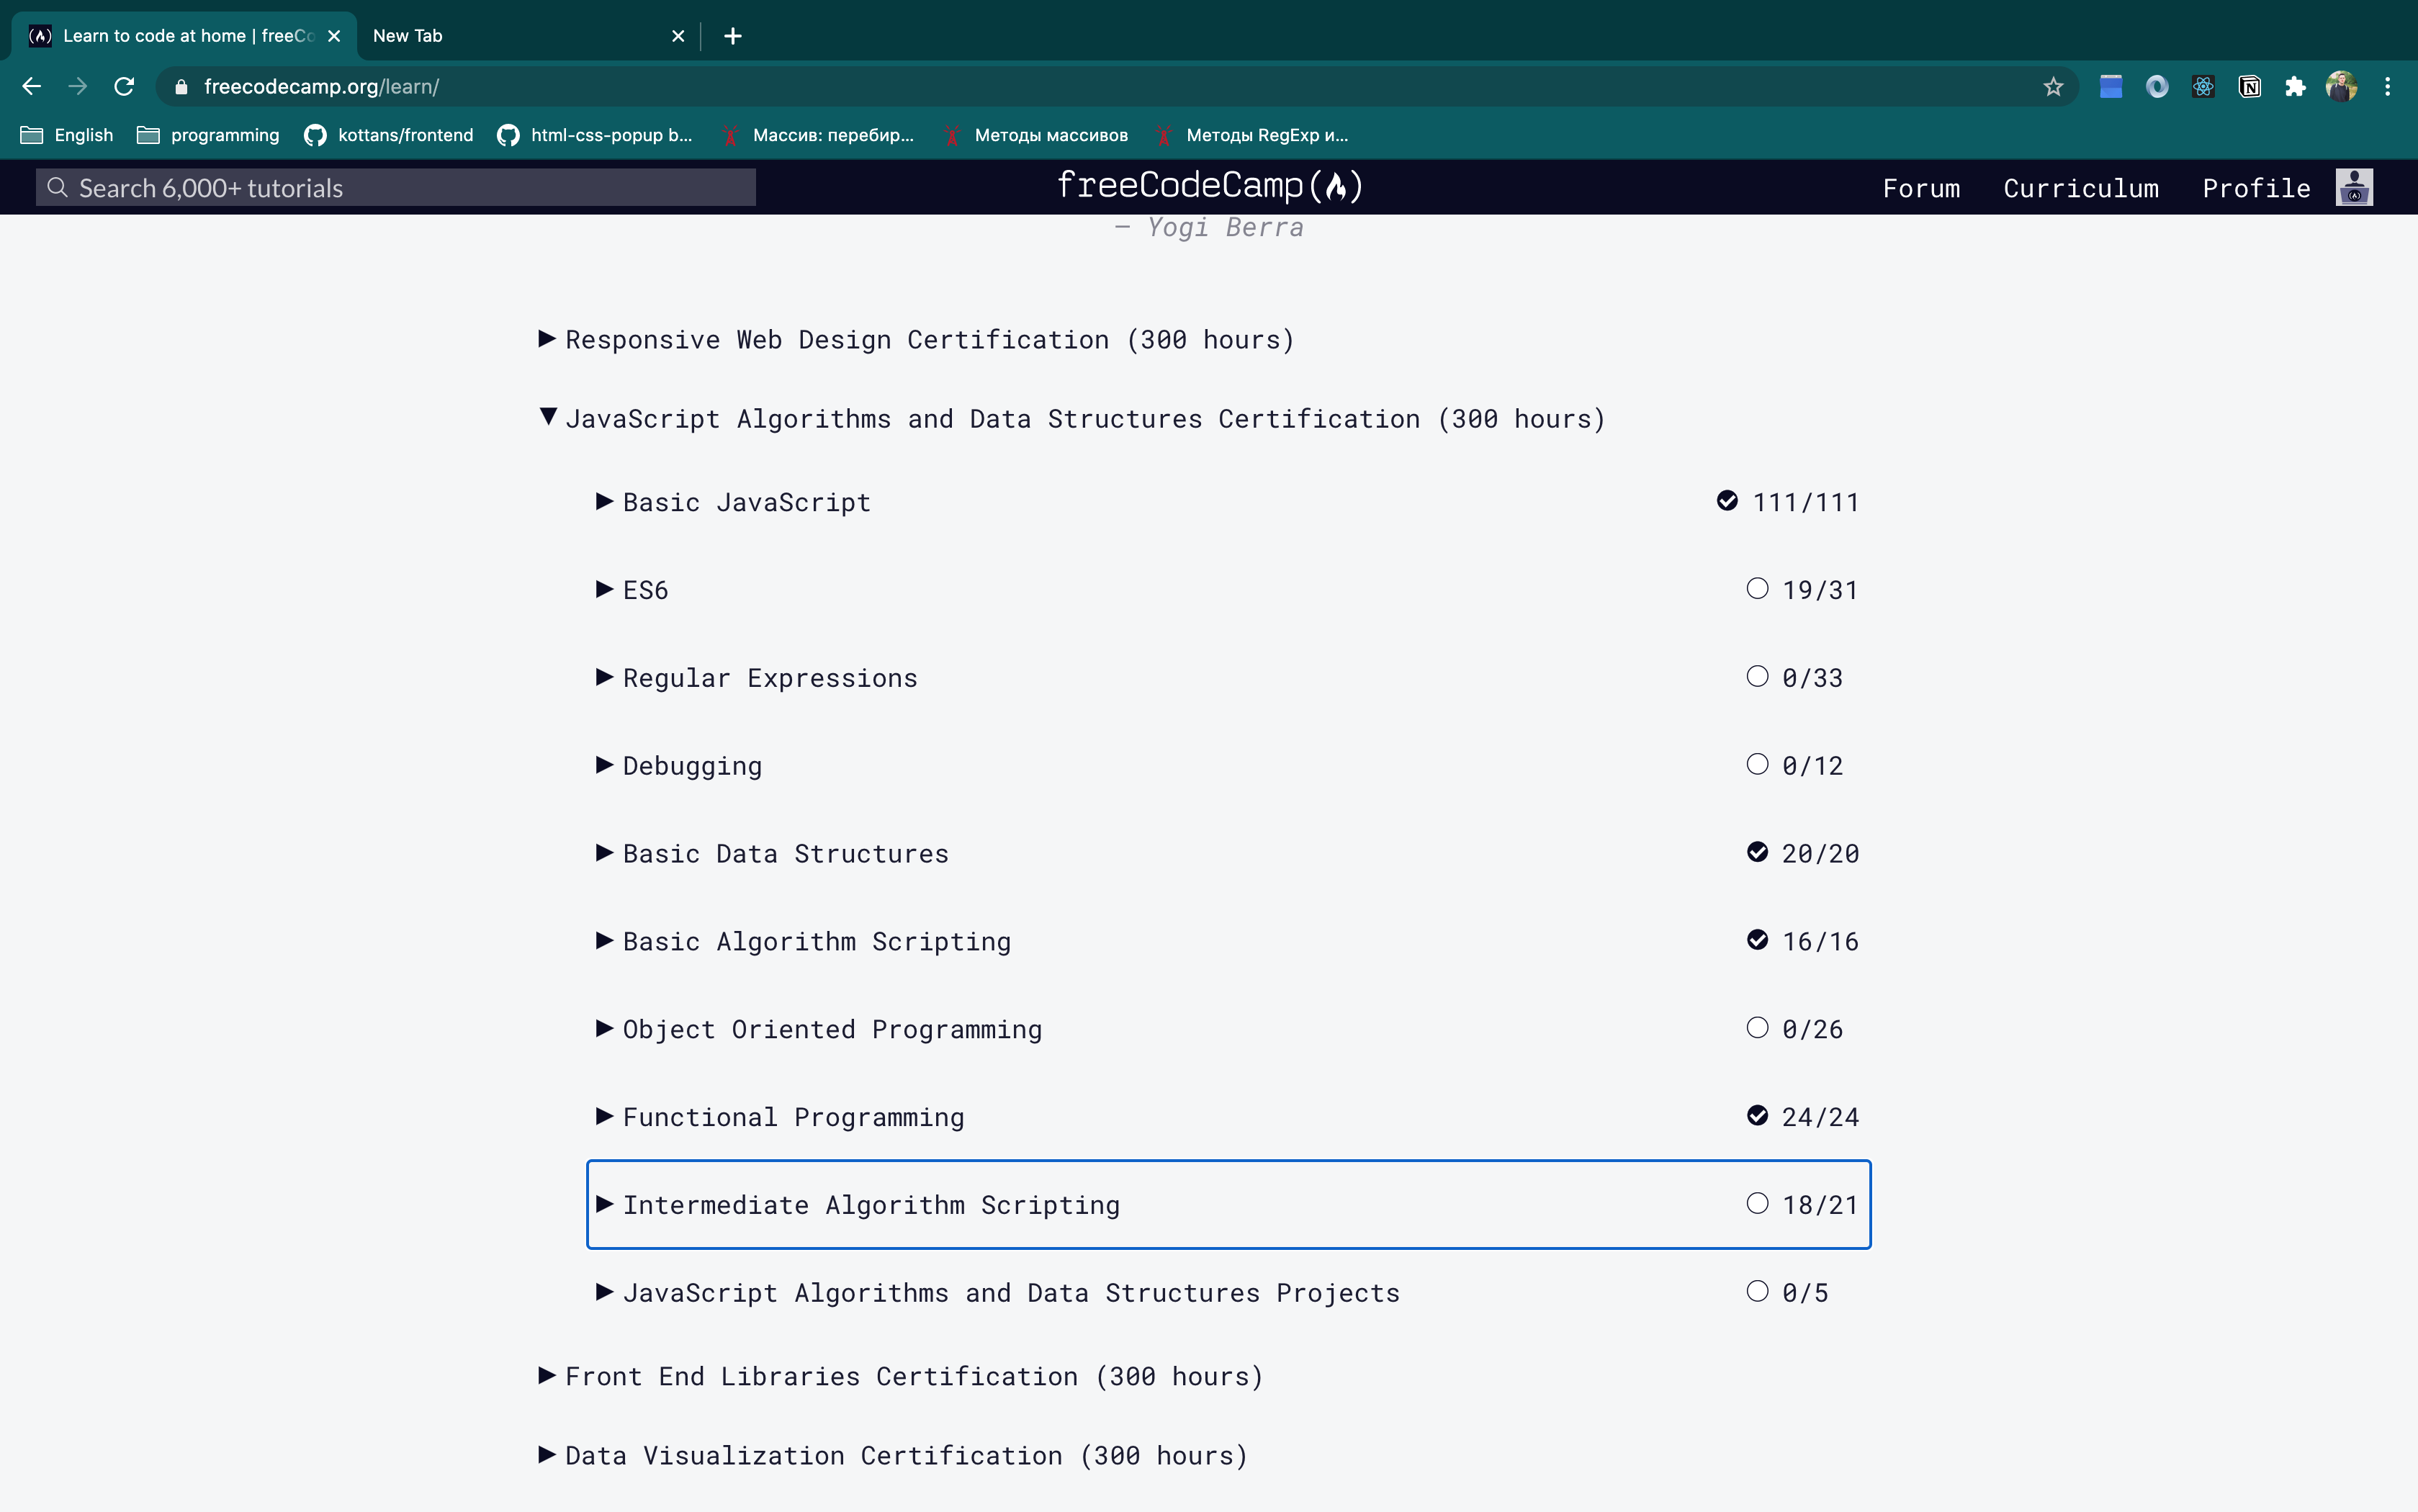 Learn to code at home | freeCo
New Tab
freecodecamp.org/learn/
English programming kottans/frontend html-css-popup b... Массив: перебир... Методы массивов Методы RegExp и...
Search 6,000+ tutorials freeCodeCamp Forum Curriculum Profile
— Yogi Berra
Responsive Web Design Certification (300 hours)
JavaScript Algorithms and Data Structures Certification (300 hours)
Basic JavaScript 111/111
ES6 19/31
Regular Expressions 0/33
Debugging 0/12
Basic Data Structures 20/20
Basic Algorithm Scripting 16/16
Object Oriented Programming 0/26
Functional Programming 24/24
Intermediate Algorithm Scripting 18/21
JavaScript Algorithms and Data Structures Projects 0/5
Front End Libraries Certification (300 hours)
Data Visualization Certification (300 hours)